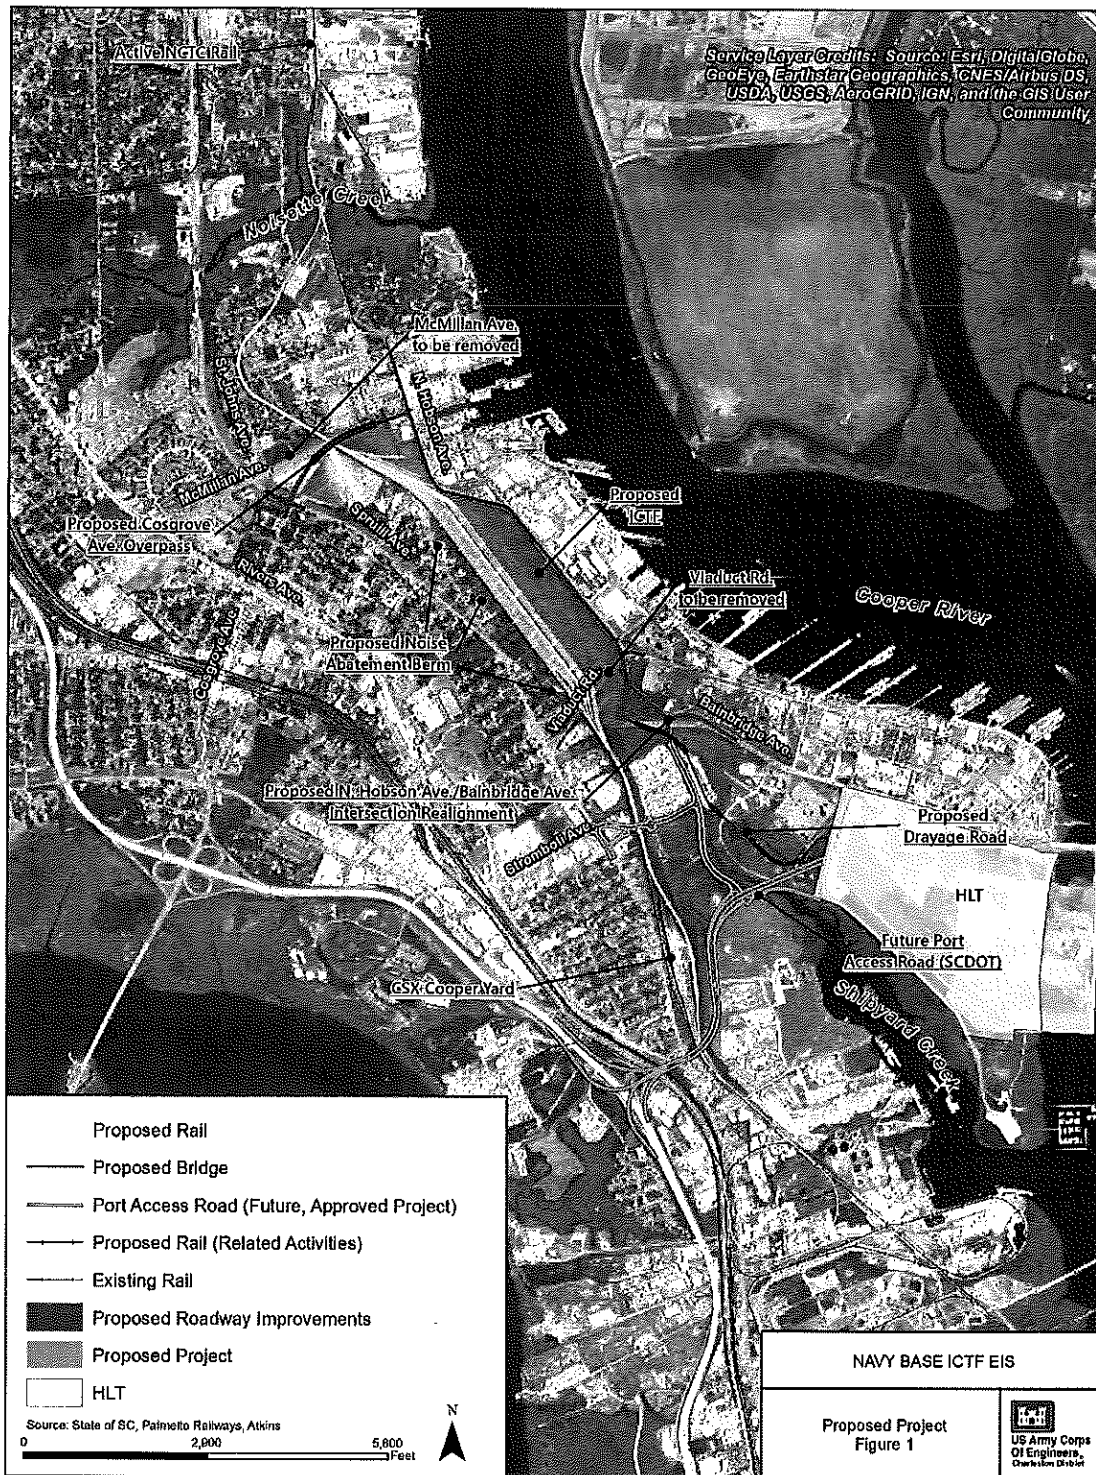 Active NGTC Rail
Service Layer Credits: Source: Esri, DigitalGlobe,
GeoEye, Earthstar Geographics, CNES/Airbus DS,
USDA, USGS, AeroGRID, IGN, and the GIS User
Community
Noisette Creek
McMillan Ave.
to be removed
Spruill Ave.
N. Hobson Ave.
McMillan Ave.
Proposed Cosgrove
Ave. Overpass
Spruill Ave.
Proposed
ICTF
Rivers Ave.
Viaduct Rd.
to be removed
Cooper River
Cosgrove Ave.
Proposed Noise
Abatement Berm
Viaduct Rd.
Bainbridge Ave.
Proposed N. Hobson Ave./Bainbridge Ave.
Intersection Realignment
Stromboli Ave.
Proposed
Drayage Road
HLT
Future Port
Access Road (SCDOT)
CSX Cooper Yard
Shipyard Creek
Proposed Rail
Proposed Bridge
Port Access Road (Future, Approved Project)
Proposed Rail (Related Activities)
Existing Rail
Proposed Roadway Improvements
Proposed Project
HLT
Source: State of SC, Palmetto Railways, Atkins
0 2,800 5,600
Feet
N
NAVY BASE ICTF EIS
Proposed Project
Figure 1
US Army Corps
Of Engineers
Charleston District